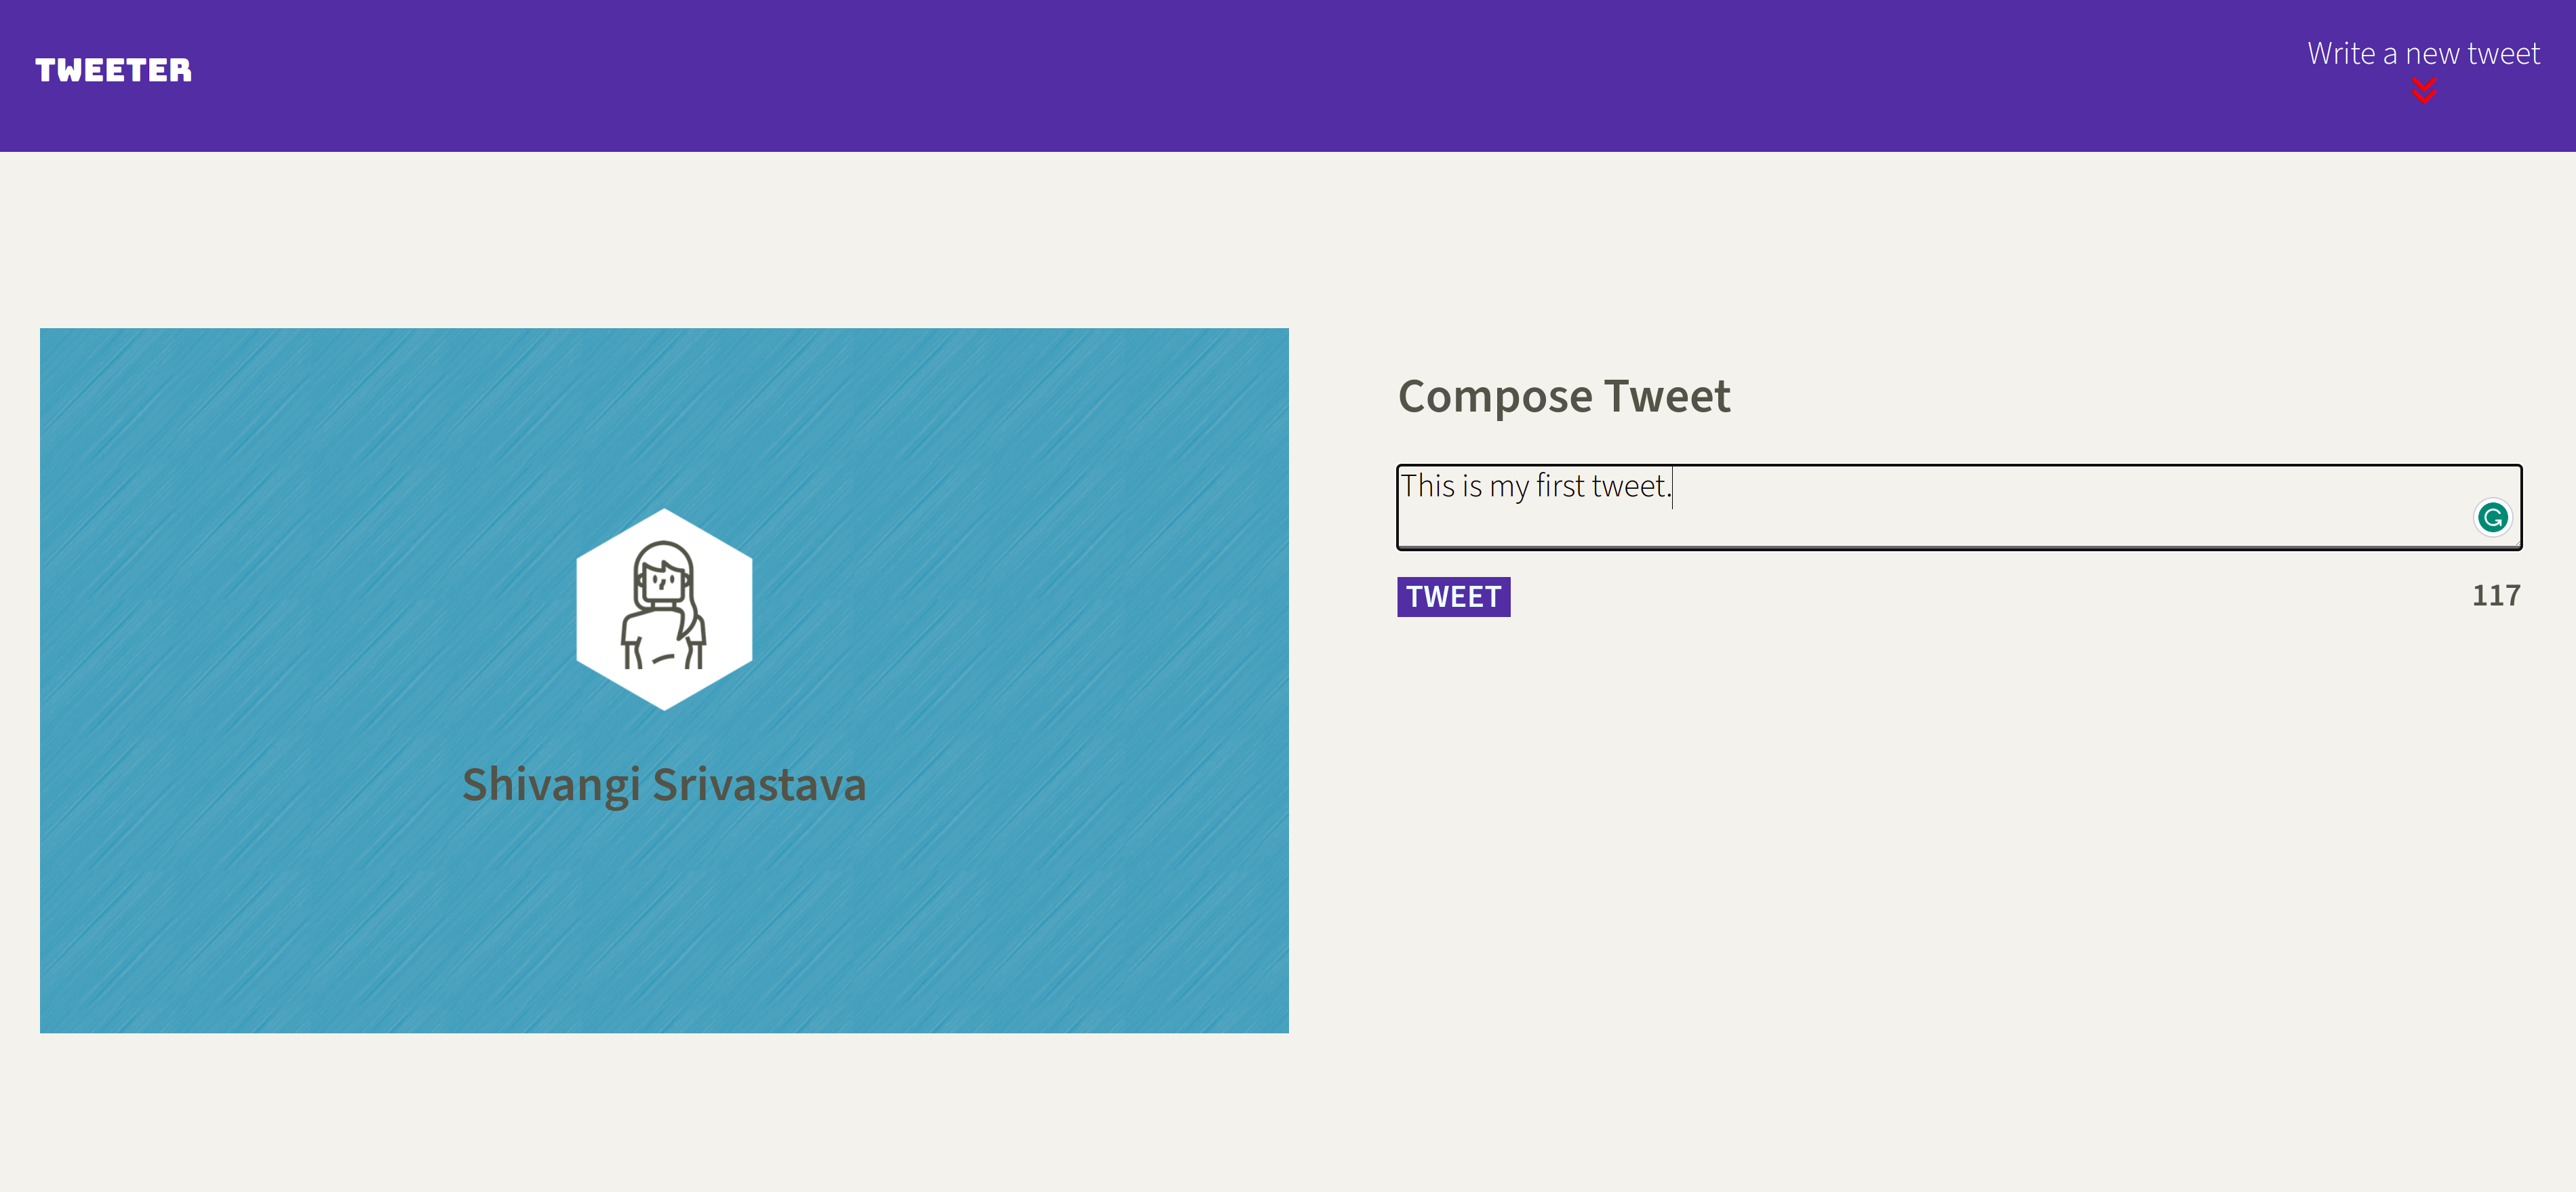 TWEETER
Write a new tweet
Shivangi Srivastava
Compose Tweet
This is my first tweet.
TWEET
117